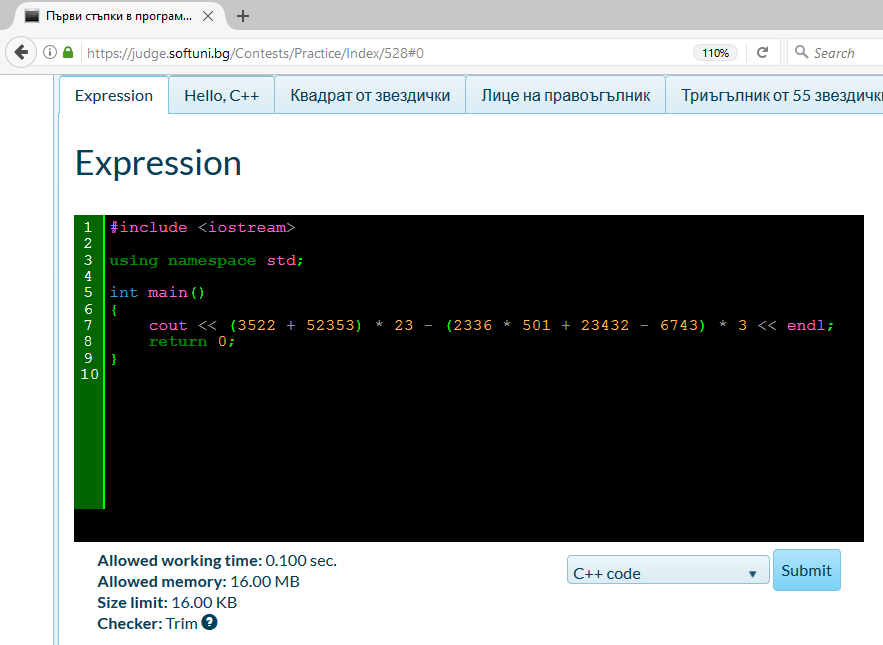 Първи стъпки в програм...
https://judge.softuni.bg/Contests/Practice/Index/528#0
110%
Search
Expression
Hello, C++
Квадрат от звездички
Лице на правоъгълник
Триъгълник от 55 звездички
Expression
1 #include <iostream>
2
3 using namespace std;
4
5 int main()
6 {
7 cout << (3522 + 52353) * 23 - (2336 * 501 + 23432 - 6743) * 3 << endl;
8 return 0;
9 }
10
Allowed working time: 0.100 sec.
Allowed memory: 16.00 MB
Size limit: 16.00 KB
Checker: Trim ?
C++ code
Submit